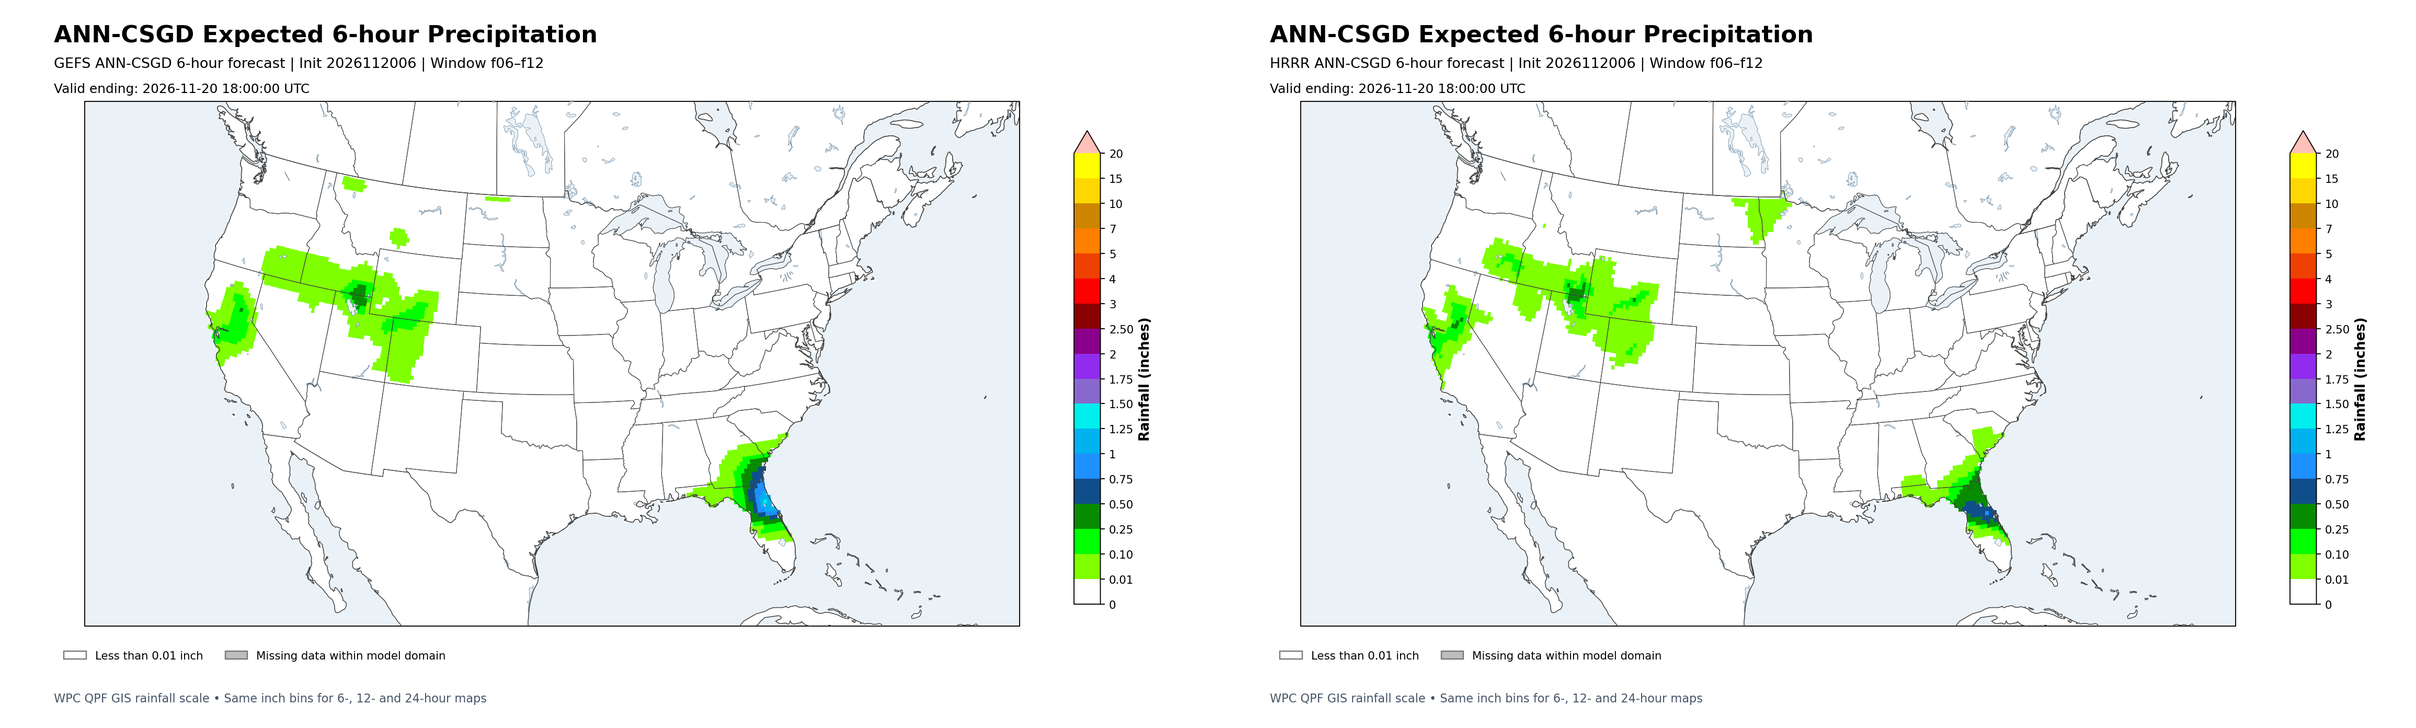 ANN-CSGD Expected 6-hour Precipitation
GEFS ANN-CSGD 6-hour forecast | Init 2026112006 | Window f06–f12
Valid ending: 2026-11-20 18:00:00 UTC
20
15
10
7
5
4
3
2.50
2
1.75
1.50
1.25
1
0.75
0.50
0.25
0.10
0.01
0
Rainfall (inches)
Less than 0.01 inch
Missing data within model domain
WPC QPF GIS rainfall scale • Same inch bins for 6-, 12- and 24-hour maps
ANN-CSGD Expected 6-hour Precipitation
HRRR ANN-CSGD 6-hour forecast | Init 2026112006 | Window f06–f12
Valid ending: 2026-11-20 18:00:00 UTC
20
15
10
7
5
4
3
2.50
2
1.75
1.50
1.25
1
0.75
0.50
0.25
0.10
0.01
0
Rainfall (inches)
Less than 0.01 inch
Missing data within model domain
WPC QPF GIS rainfall scale • Same inch bins for 6-, 12- and 24-hour maps